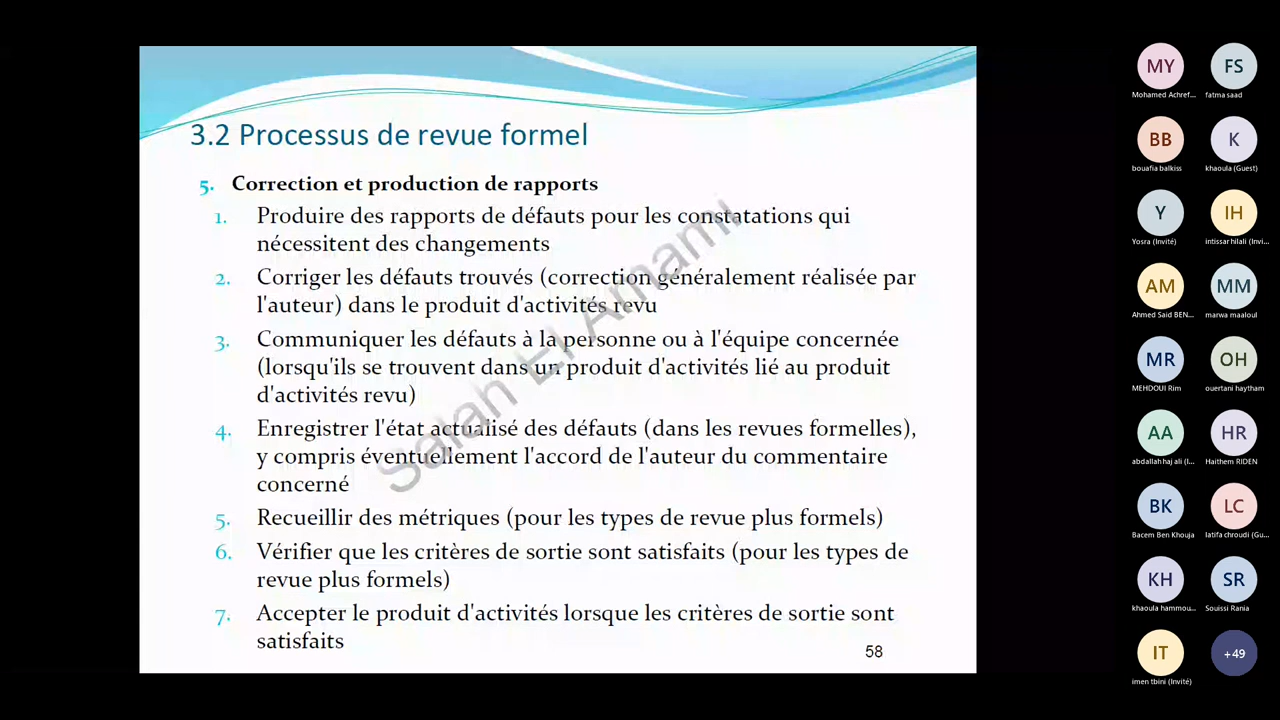 3.2 Processus de revue formel
5. Correction et production de rapports
1. Produire des rapports de défauts pour les constatations qui
nécessitent des changements
2. Corriger les défauts trouvés (correction généralement réalisée par
l'auteur) dans le produit d'activités revu
3. Communiquer les défauts à la personne ou à l'équipe concernée
(lorsqu'ils se trouvent dans un produit d'activités lié au produit
d'activités revu)
4. Enregistrer l'état actualisé des défauts (dans les revues formelles),
y compris éventuellement l'accord de l'auteur du commentaire
concerné
5. Recueillir des métriques (pour les types de revue plus formels)
6. Vérifier que les critères de sortie sont satisfaits (pour les types de
revue plus formels)
7. Accepter le produit d'activités lorsque les critères de sortie sont
satisfaits
58
Salah El Amami
MY FS
Mohamed Achref... fatma saad
BB K
bouafia balkiss khaoula (Guest)
Y IH
Yosra (Invité) intissar hilali (Invi...
AM MM
Ahmed Said BEN... marwa maaloul
MR OH
MEHDOUI Rim ouertani haytham
AA HR
abdallah haj ali (I... Haithem RIDEN
BK LC
Bacem Ben Khouja latifa chroudi (Gu...
KH SR
khaoula hammou... Souissi Rania
IT +49
imen tbini (Invité)